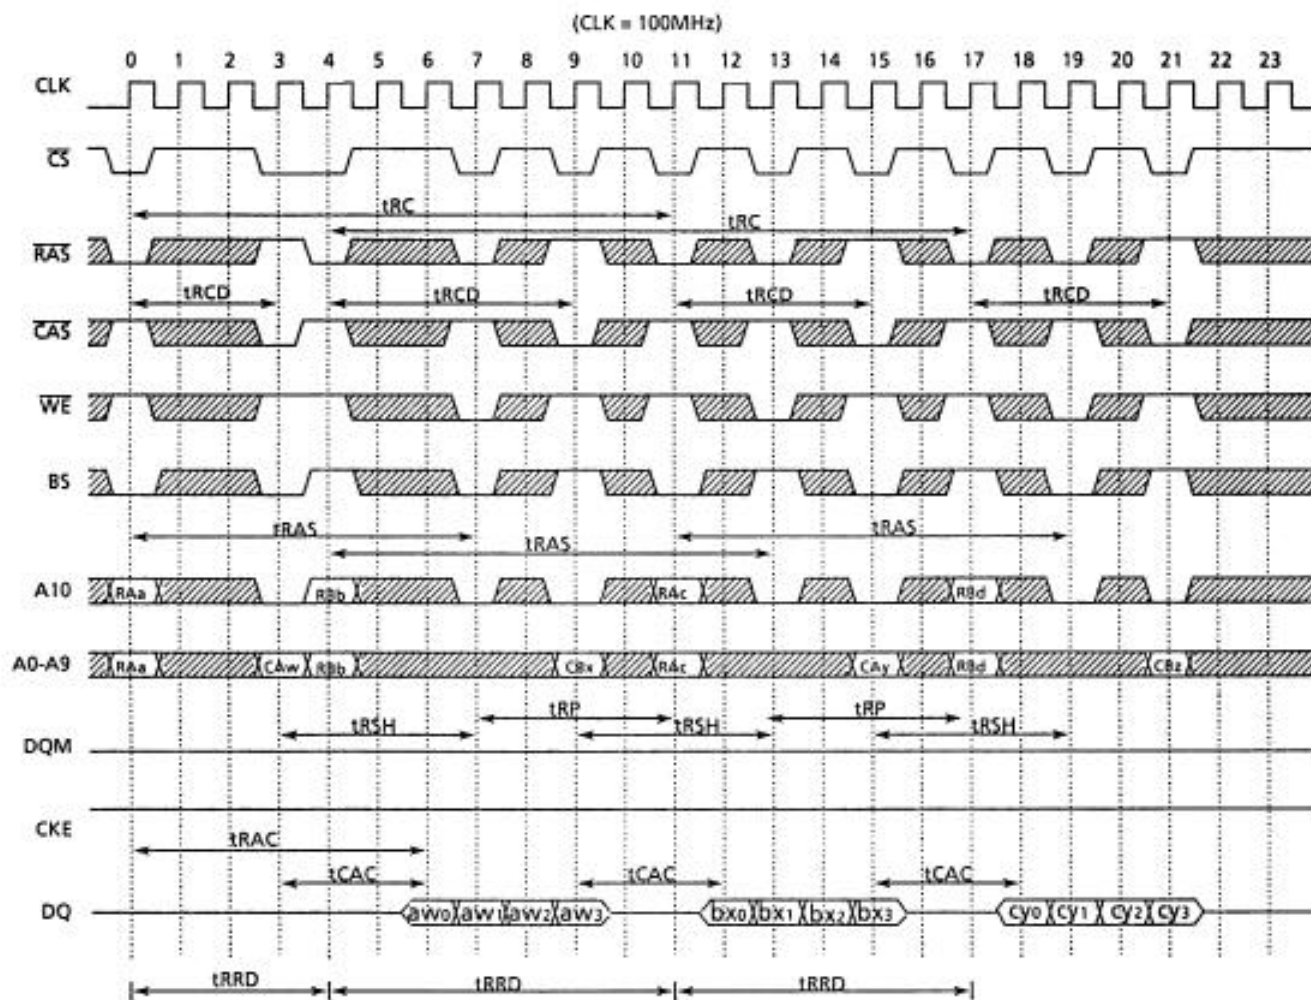 (CLK = 100MHz)
0 1 2 3 4 5 6 7 8 9 10 11 12 13 14 15 16 17 18 19 20 21 22 23
CLK
CS
tRC
tRC
RAS
tRCD tRCD tRCD tRCD
CAS
WE
BS
tRAS tRAS
tRAS
A10 RAa RBb RAc RBd
A0-A9 RAa CAw RBb CBx RAc CAy RBd CBz
tRP tRP
tRSH tRSH tRSH
DQM
CKE
tRAC
tCAC tCAC tCAC
DQ aw0 aw1 aw2 aw3 bx0 bx1 bx2 bx3 cy0 cy1 cy2 cy3
tRRD tRRD tRRD